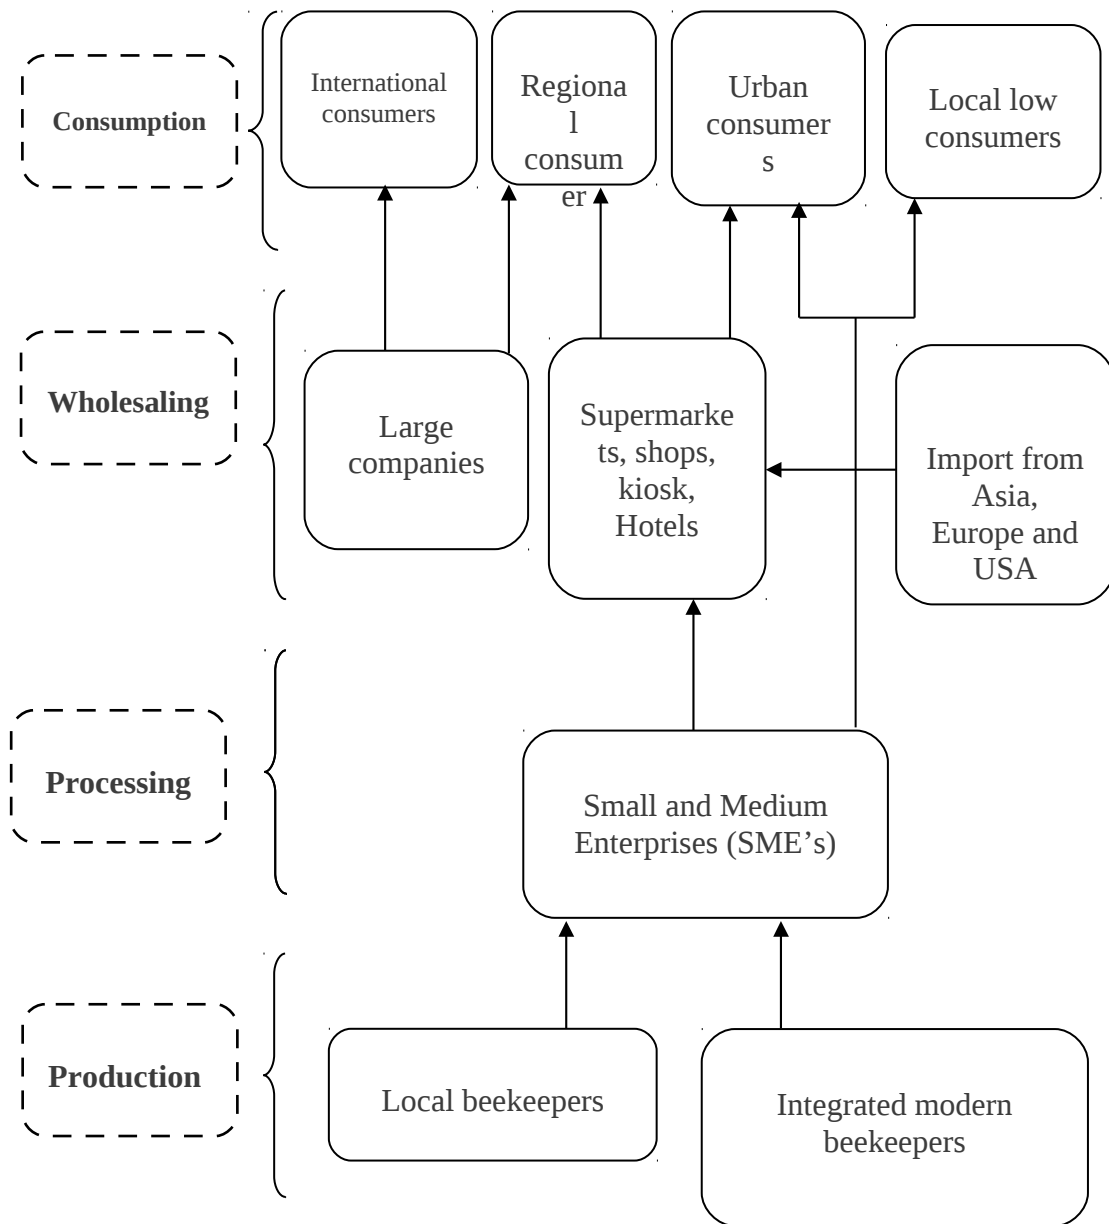 Consumption
International
consumers
Regiona
l
consum
er
Urban
consumer
s
Local low
consumers
Wholesaling
Large
companies
Supermarke
ts, shops,
kiosk,
Hotels
Import from
Asia,
Europe and
USA
Processing
Small and Medium
Enterprises (SME’s)
Production
Local beekeepers
Integrated modern
beekeepers